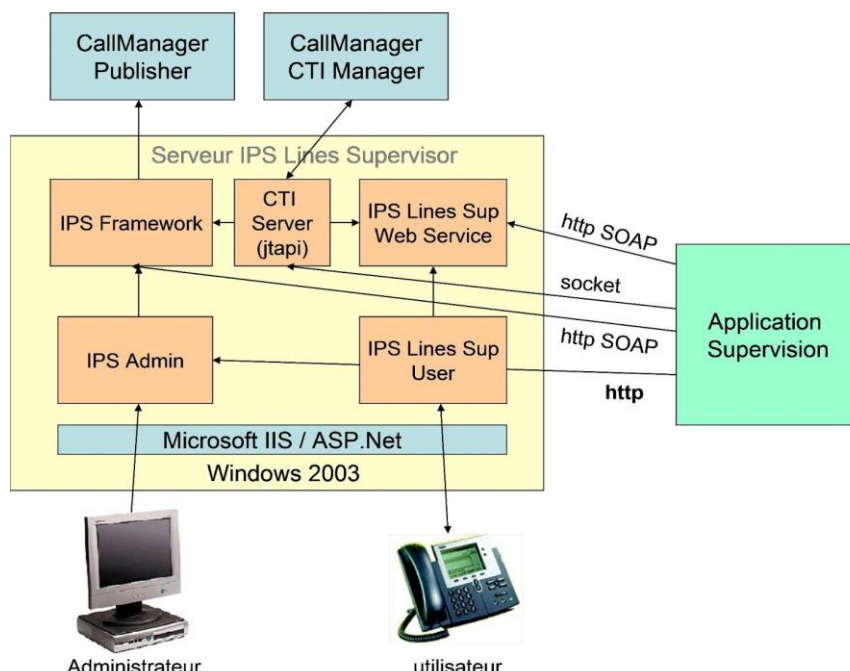 CallManager
Publisher
CallManager
CTI Manager
Serveur IPS Lines Supervisor
IPS Framework
CTI
Server
(jtapi)
IPS Lines Sup
Web Service
http SOAP
socket
http SOAP
http
Application
Supervision
IPS Admin
IPS Lines Sup
User
Microsoft IIS / ASP.Net
Windows 2003
Administrateur
utilisateur